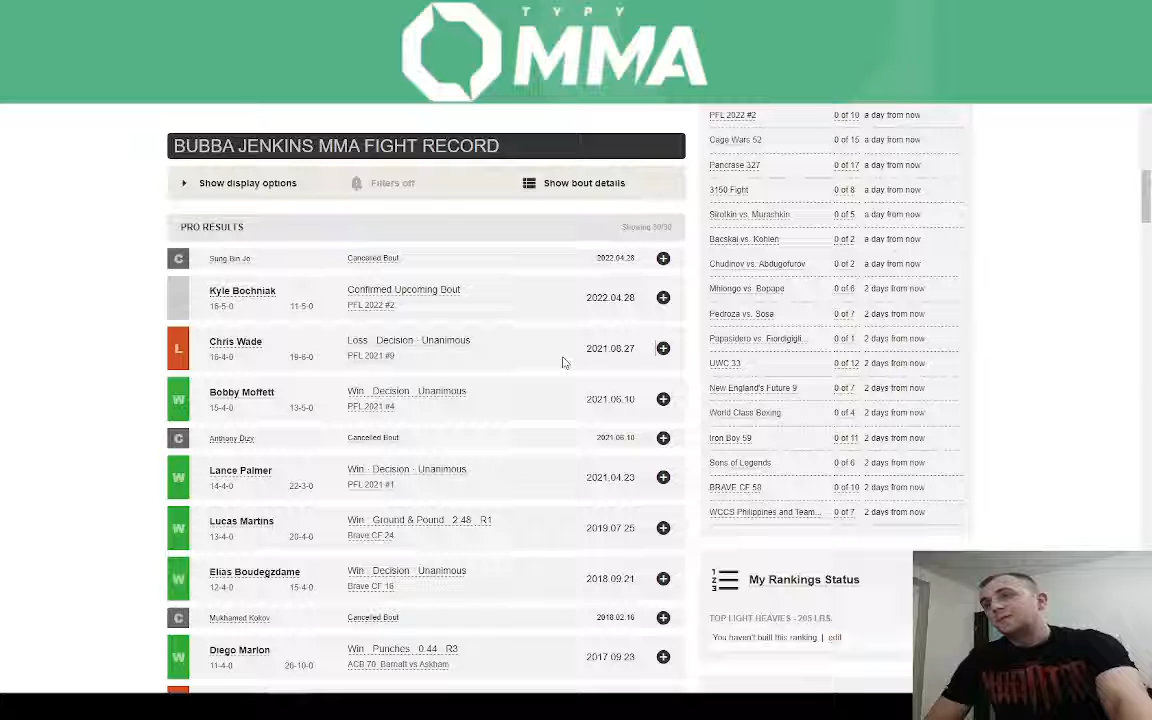 TYPY
MMA
BUBBA JENKINS MMA FIGHT RECORD
Show display options
Filters off
Show bout details
PRO RESULTS
Showing 30/30
C
Sung Bin Jo
Cancelled Bout
2022.04.28
Kyle Bochniak
Confirmed Upcoming Bout
16-5-0
11-5-0
PFL 2022 #2
2022.04.28
L
Chris Wade
Loss Decision Unanimous
16-4-0
19-6-0
PFL 2021 #9
2021.08.27
W
Bobby Moffett
Win Decision Unanimous
15-4-0
13-5-0
PFL 2021 #4
2021.06.10
C
Anthony Dizy
Cancelled Bout
2021.06.10
W
Lance Palmer
Win · Decision · Unanimous
14-4-0
22-3-0
PFL 2021 #1
2021.04.23
W
Lucas Martins
Win · Ground & Pound · 2:48 · R1
13-4-0
20-4-0
Brave CF 24
2019.07.25
W
Elias Boudegzdame
Win · Decision · Unanimous
12-4-0
15-4-0
Brave CF 16
2018.09.21
C
Mukhamed Kokov
Cancelled Bout
2018.02.16
W
Diego Marlon
Win · Punches · 0:44 · R3
11-4-0
26-10-0
ACB 70 Barnatt vs Askham
2017.09.23
PFL 2022 #2 0 of 10 a day from now
Cage Wars 52 0 of 15 a day from now
Pancrase 327 0 of 17 a day from now
3150 Fight 0 of 8 a day from now
Sirotkin vs. Murashkin 0 of 5 a day from now
Bacskai vs. Kohlen 0 of 2 a day from now
Chudinov vs. Abdugofurov 0 of 2 a day from now
Mhlongo vs. Bopape 0 of 6 2 days from now
Pedroza vs. Sosa 0 of 7 2 days from now
Papasidero vs. Fiordigigli... 0 of 1 2 days from now
UWC 33 0 of 12 2 days from now
New England's Future 9 0 of 7 2 days from now
World Class Boxing 0 of 4 2 days from now
Iron Boy 59 0 of 11 2 days from now
Sons of Legends 0 of 6 2 days from now
BRAVE CF 58 0 of 10 2 days from now
WCCS Philippines and Team... 0 of 7 2 days from now
My Rankings Status
TOP LIGHT HEAVIES - 205 LBS.
You haven't built this ranking | edit